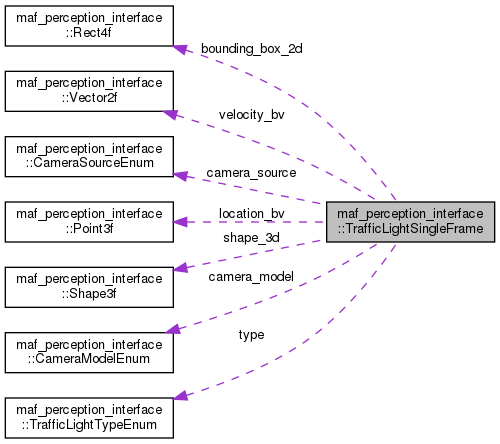 maf_perception_interface
::Rect4f
bounding_box_2d
maf_perception_interface
::Vector2f
velocity_bv
maf_perception_interface
::CameraSourceEnum
camera_source
maf_perception_interface
::TrafficLightSingleFrame
maf_perception_interface
::Point3f
location_bv
shape_3d
maf_perception_interface
::Shape3f
camera_model
maf_perception_interface
::CameraModelEnum
type
maf_perception_interface
::TrafficLightTypeEnum